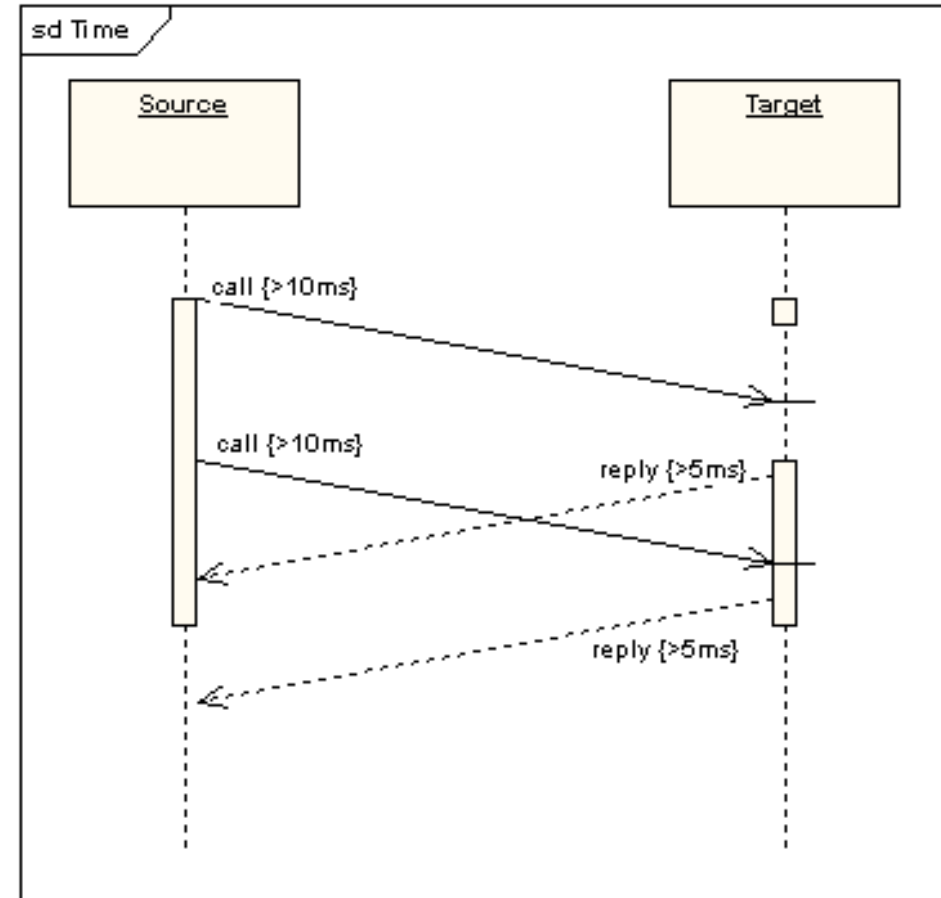 sd Time
Source
Target
call {>10ms}
call {>10ms}
reply {>5ms}
reply {>5ms}